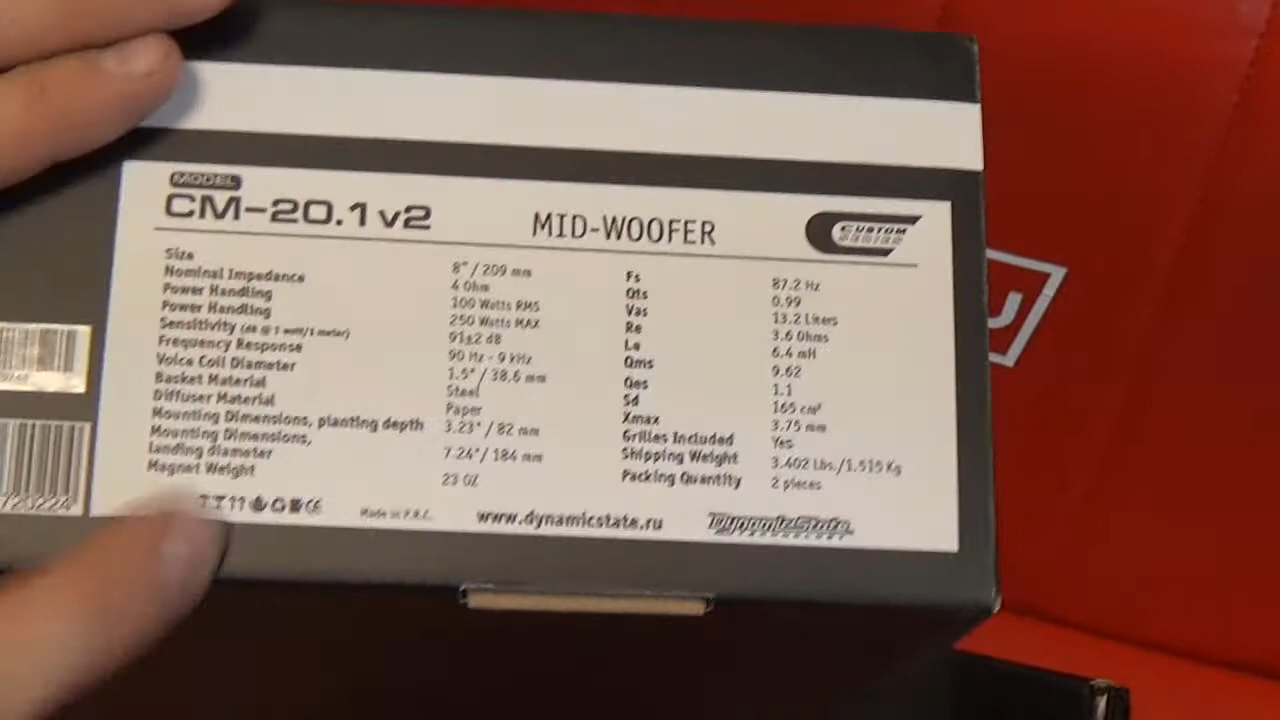 MODEL
CM-20.1v2
MID-WOOFER
CUSTOM
Size 8" / 209 mm
Nominal Impedance 4 Ohm
Power Handling 100 Watts RMS
Power Handling 250 Watts MAX
Sensitivity (dB @ 1 watt/1 meter) 91±2 dB
Frequency Response 90 Hz - 9 kHz
Voice Coil Diameter 1.5" / 38,6 mm
Basket Material Steel
Diffuser Material Paper
Mounting Dimensions, planting depth 3.23" / 82 mm
Mounting Dimensions,
landing diameter 7.24"/ 184 mm
Magnet Weight 23 OZ
Fs 87.2 Hz
Qts 0.99
Vas 13.2 Liters
Re 3.6 Ohms
Le 6.4 mH
Qms 9.62
Qes 1.1
Sd 165 cm²
Xmax 3.75 mm
Grilles Included Yes
Shipping Weight 3.402 Lbs./1.515 Kg
Packing Quantity 2 pieces
Made in P.R.C.
www.dynamicstate.ru
DynamicState
TECHNOLOGY